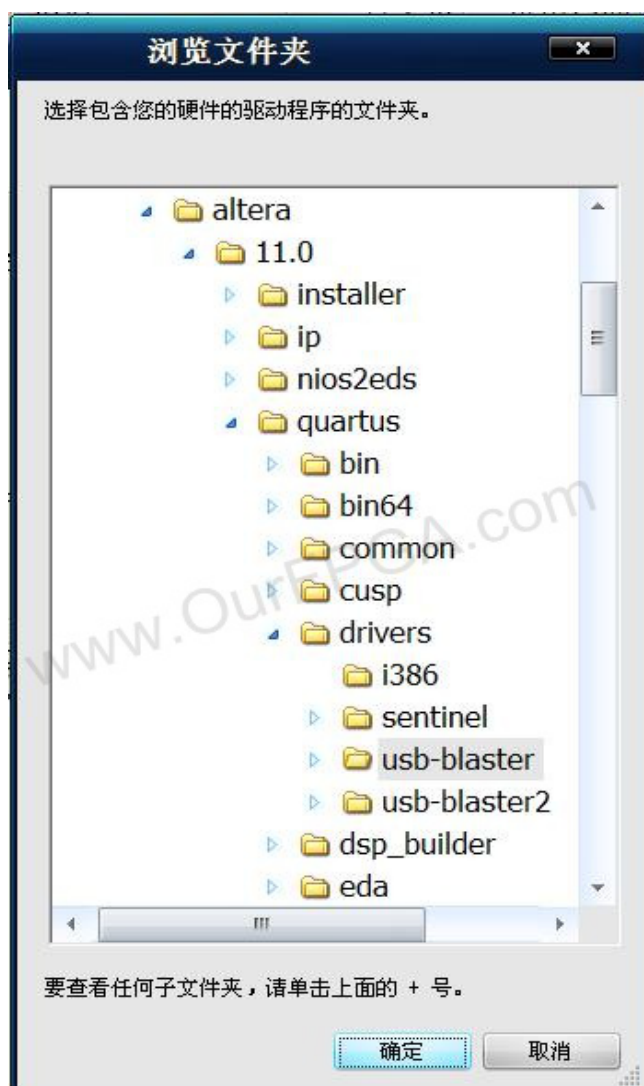 浏览文件夹
选择包含您的硬件的驱动程序的文件夹。
altera
11.0
installer
ip
nios2eds
quartus
bin
bin64
common
cusp
drivers
i386
sentinel
usb-blaster
usb-blaster2
dsp_builder
eda
www.OurFPGA.com
要查看任何子文件夹，请单击上面的 + 号。
确定 取消